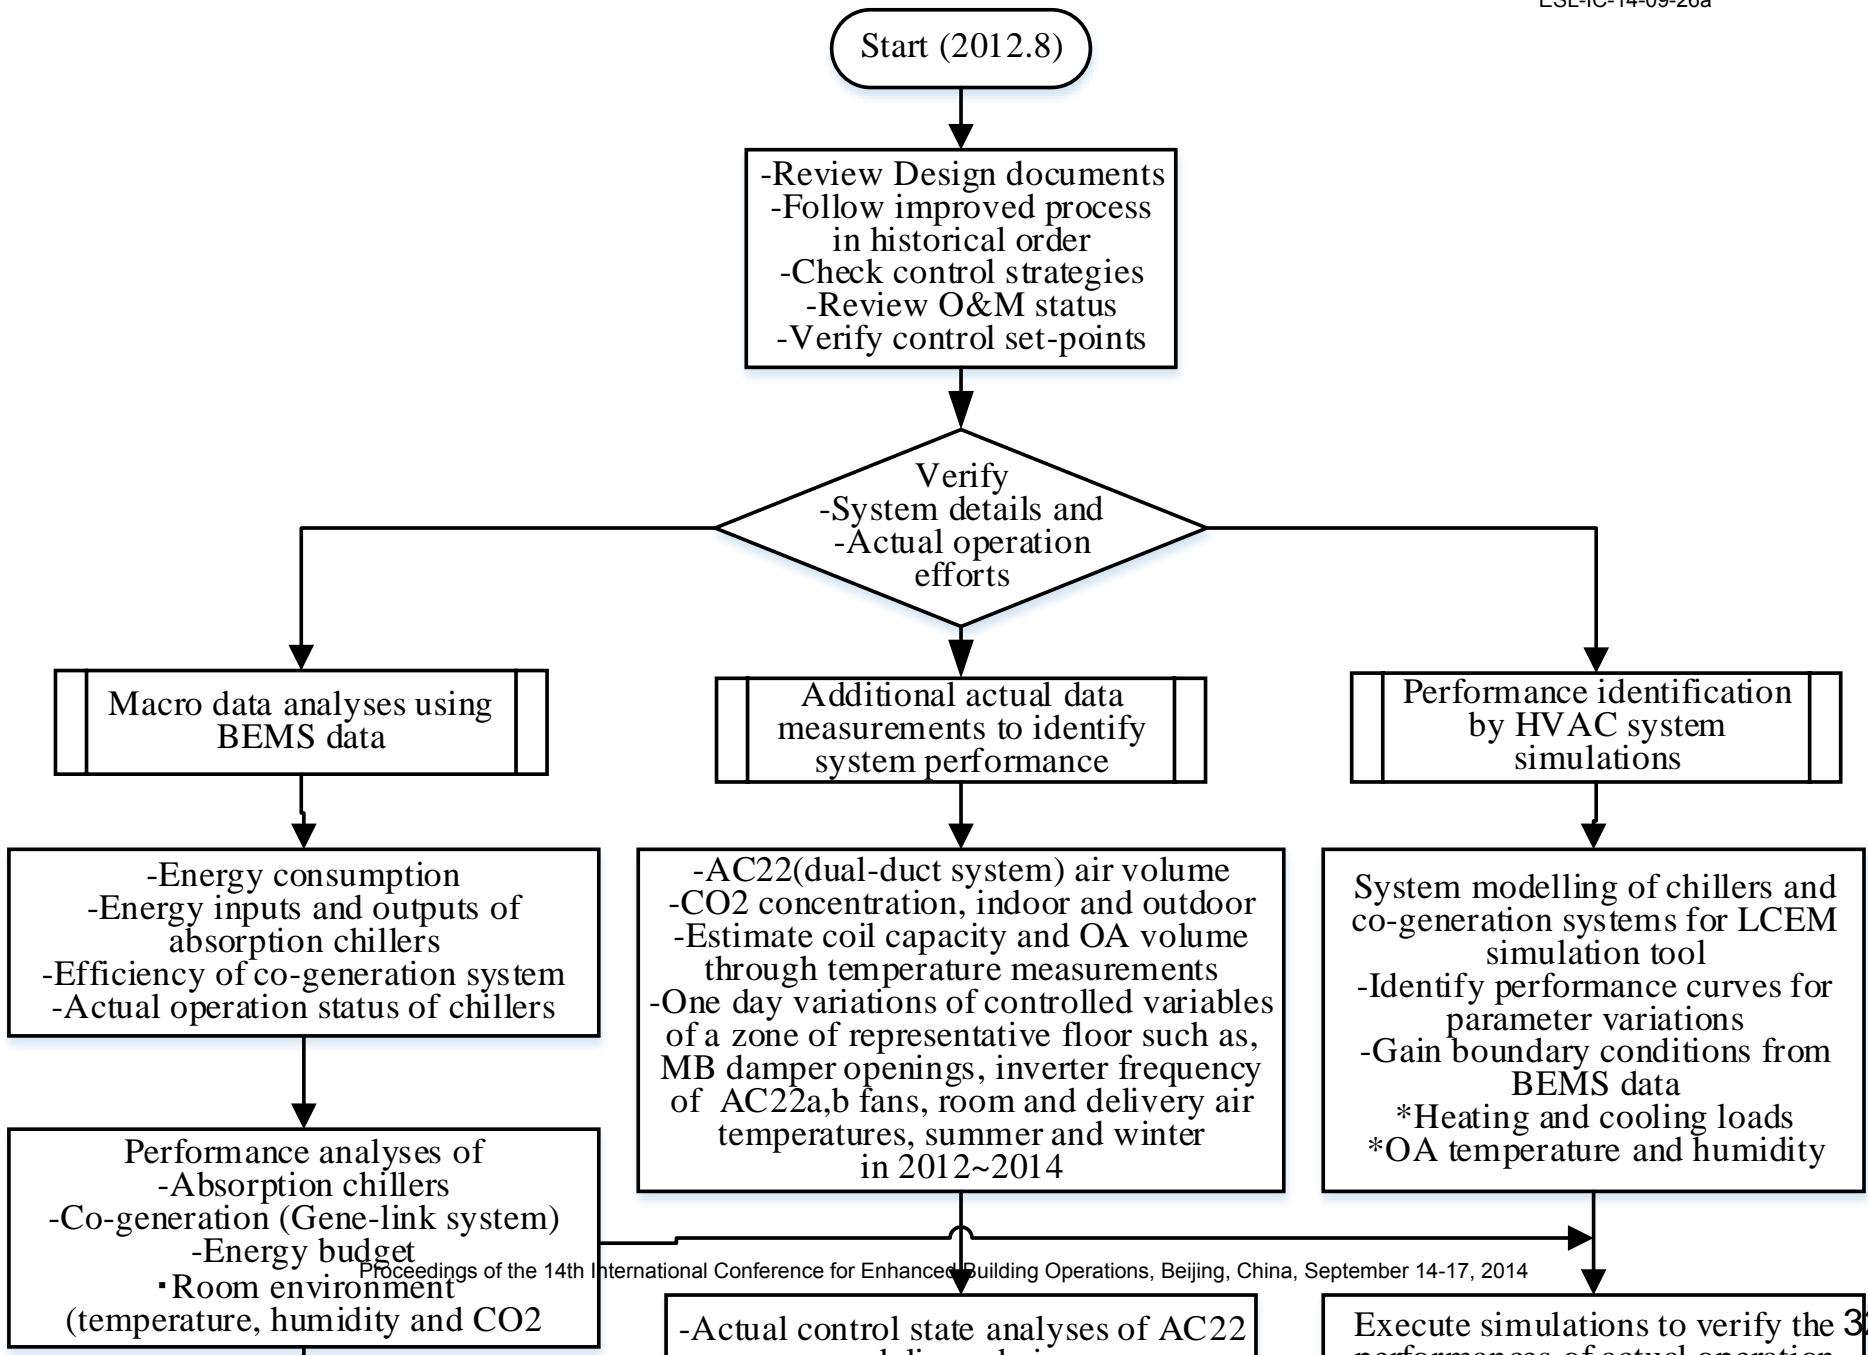 ESL-IC-14-09-26a
Start (2012.8)
-Review Design documents
-Follow improved process
in historical order
-Check control strategies
-Review O&M status
-Verify control set-points
Verify
-System details and
-Actual operation
efforts
Macro data analyses using
BEMS data
Additional actual data
measurements to identify
system performance
Performance identification
by HVAC system
simulations
-Energy consumption
-Energy inputs and outputs of
absorption chillers
-Efficiency of co-generation system
-Actual operation status of chillers
-AC22(dual-duct system) air volume
-CO2 concentration, indoor and outdoor
-Estimate coil capacity and OA volume
through temperature measurements
-One day variations of controlled variables
of a zone of representative floor such as,
MB damper openings, inverter frequency
of AC22a,b fans, room and delivery air
temperatures, summer and winter
in 2012~2014
System modelling of chillers and
co-generation systems for LCEM
simulation tool
-Identify performance curves for
parameter variations
-Gain boundary conditions from
BEMS data
*Heating and cooling loads
*OA temperature and humidity
Performance analyses of
-Absorption chillers
-Co-generation (Gene-link system)
-Energy budget
・Room environment
(temperature, humidity and CO2
Proceedings of the 14th International Conference for Enhanced Building Operations, Beijing, China, September 14-17, 2014
-Actual control state analyses of AC22
Execute simulations to verify the
performances of actual operation